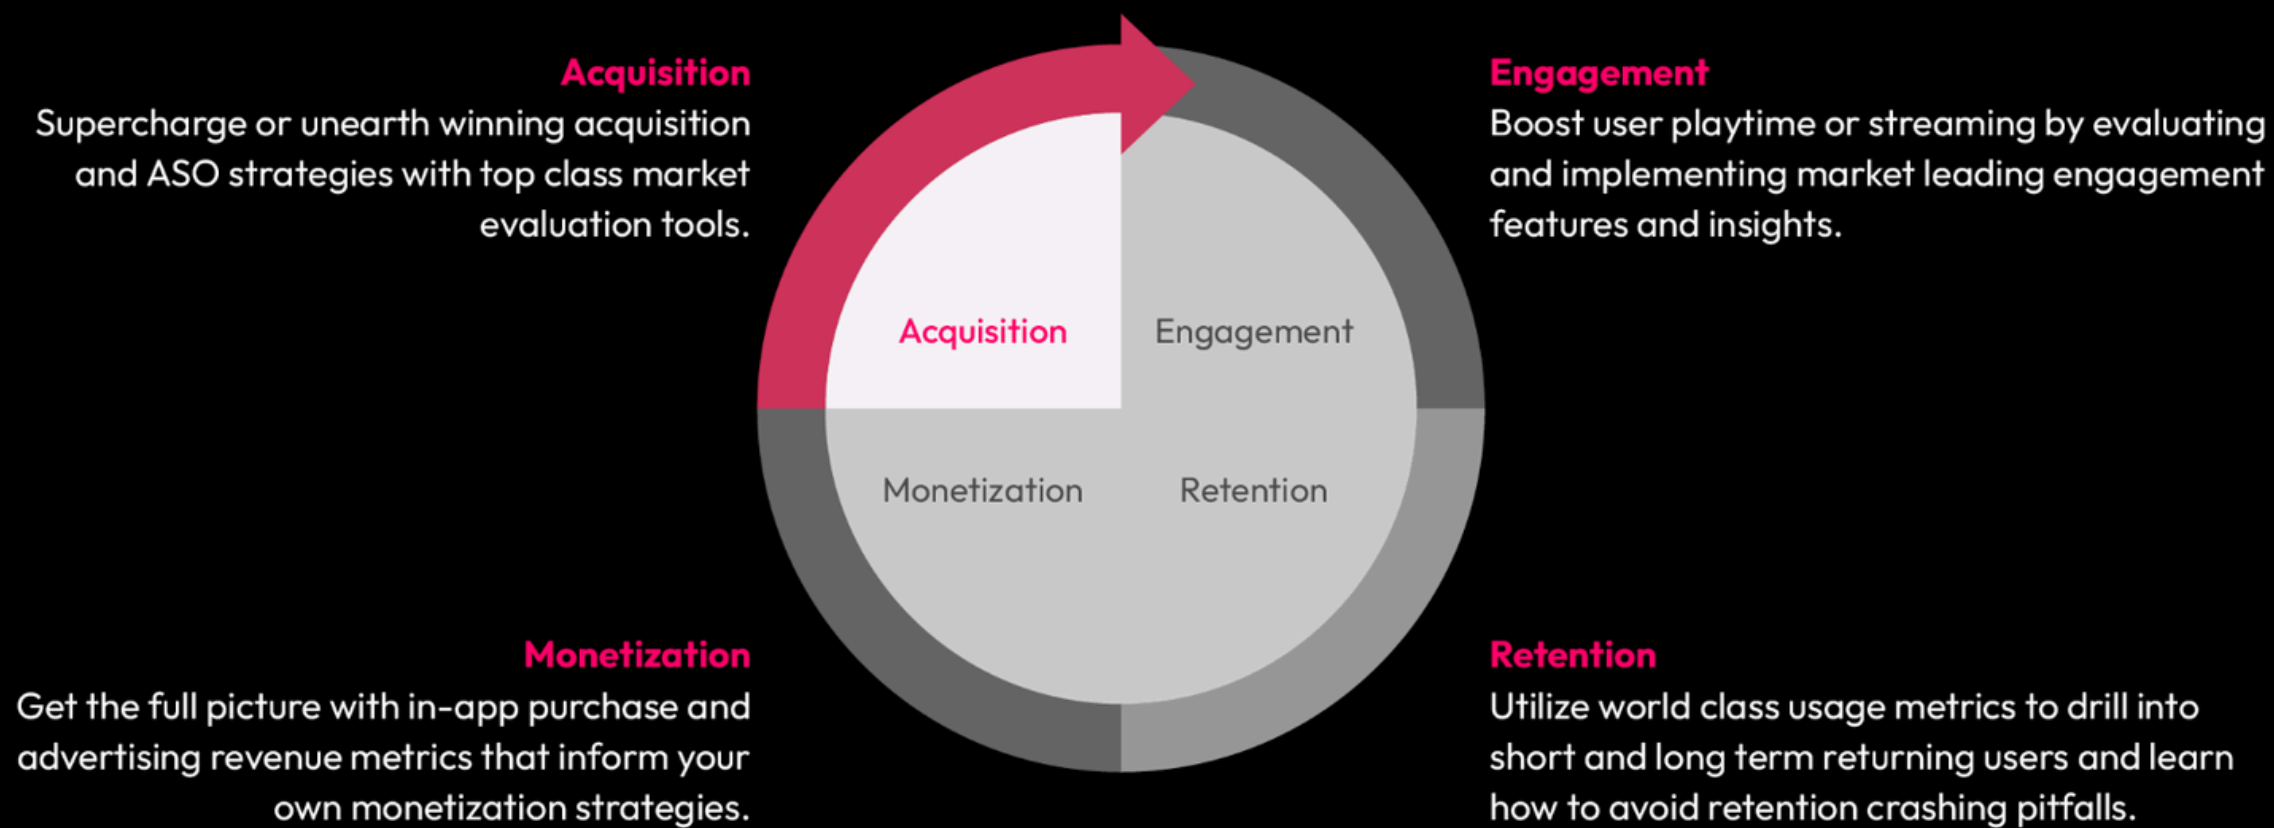 Acquisition
Supercharge or unearth winning acquisition
and ASO strategies with top class market
evaluation tools.
Engagement
Boost user playtime or streaming by evaluating
and implementing market leading engagement
features and insights.
Acquisition
Engagement
Monetization
Retention
Monetization
Get the full picture with in-app purchase and
advertising revenue metrics that inform your
own monetization strategies.
Retention
Utilize world class usage metrics to drill into
short and long term returning users and learn
how to avoid retention crashing pitfalls.